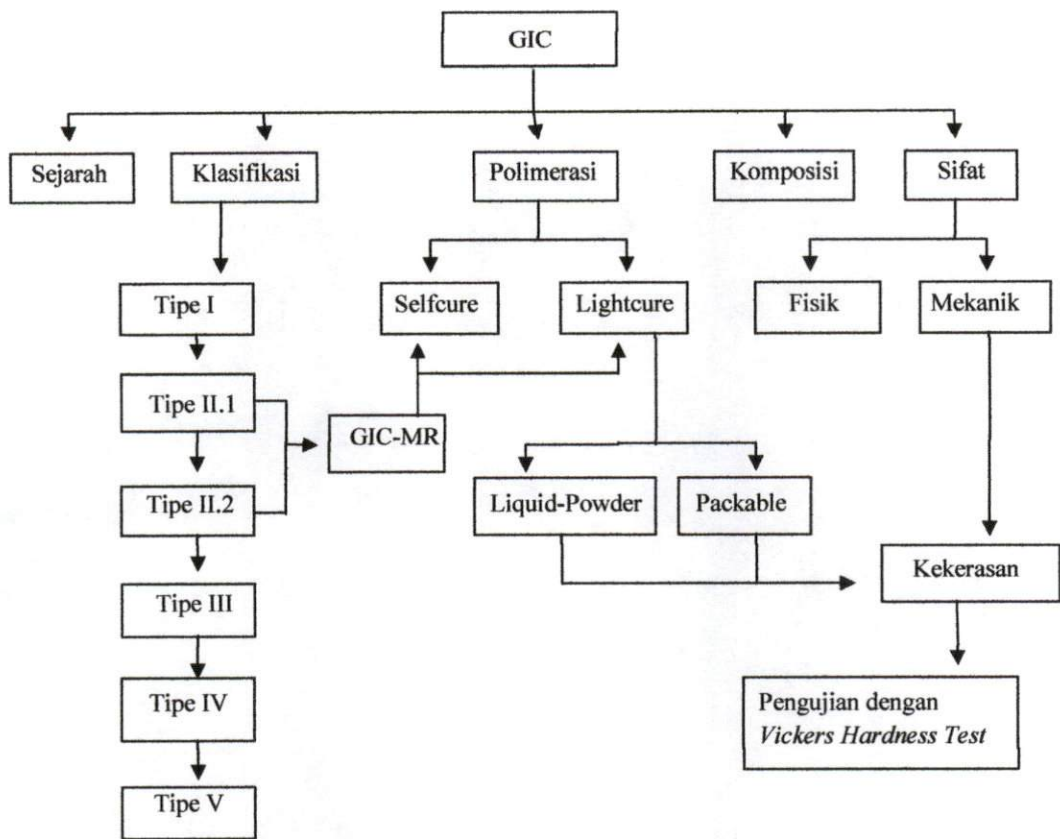 GIC
Sejarah
Klasifikasi
Polimerasi
Komposisi
Sifat
Tipe I
Selfcure
Lightcure
Fisik
Mekanik
Tipe II.1
GIC-MR
Tipe II.2
Liquid-Powder
Packable
Kekerasan
Tipe III
Tipe IV
Pengujian dengan
Vickers Hardness Test
Tipe V